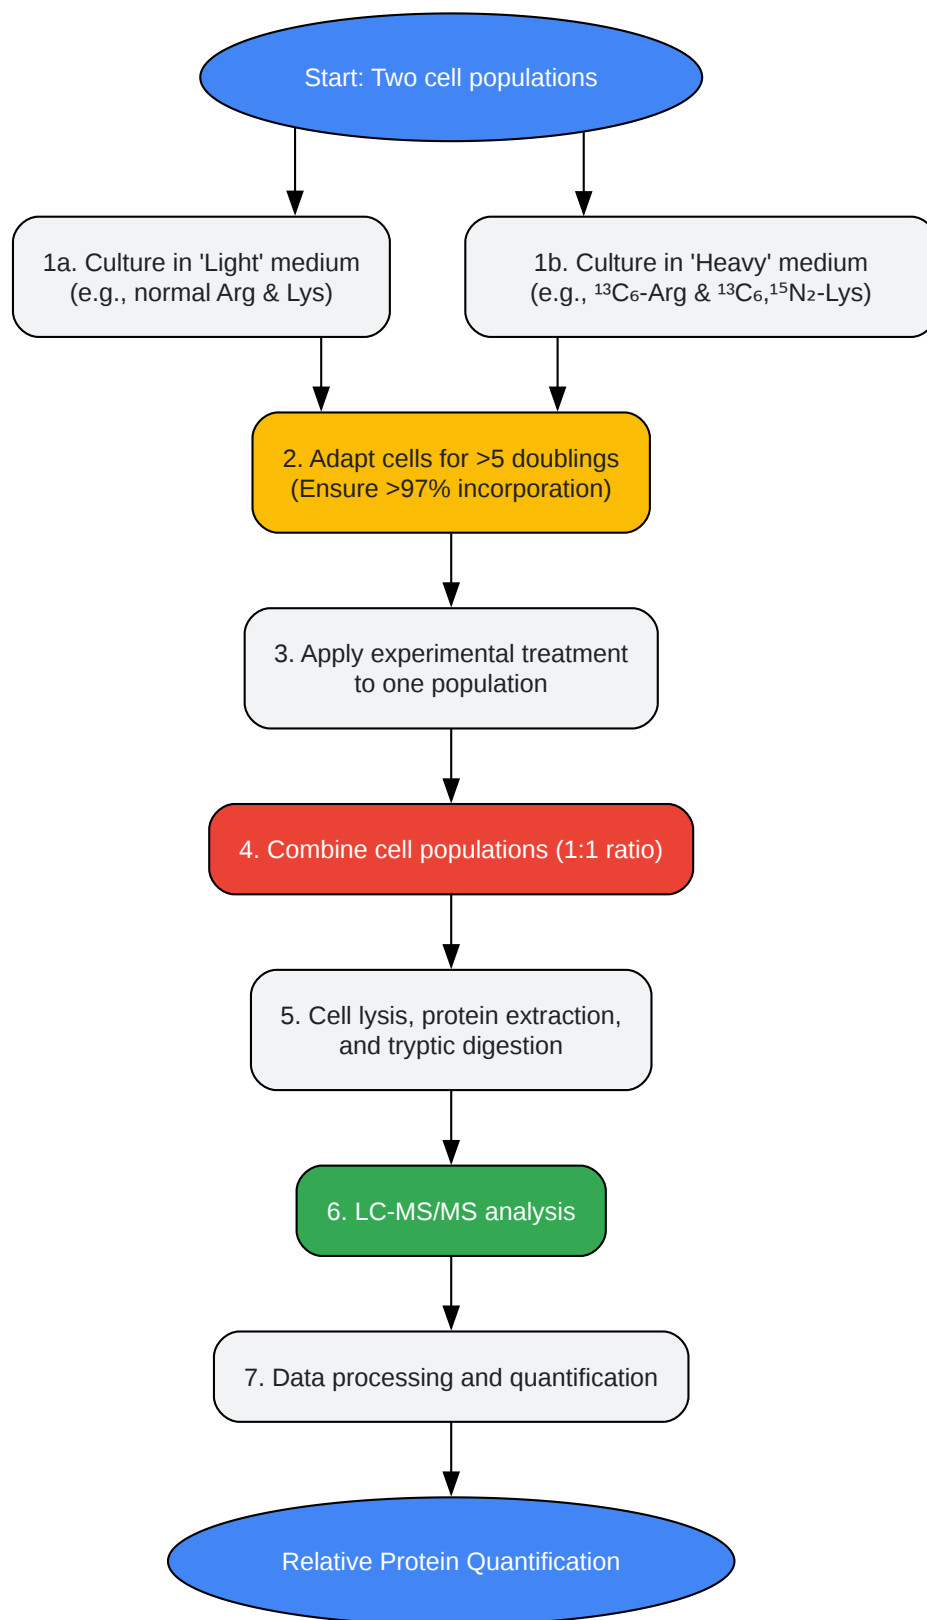 Start: Two cell populations
1a. Culture in 'Light' medium
(e.g., normal Arg & Lys)
1b. Culture in 'Heavy' medium
(e.g., ¹³C₆-Arg & ¹³C₆,¹⁵N₂-Lys)
2. Adapt cells for >5 doublings
(Ensure >97% incorporation)
3. Apply experimental treatment
to one population
4. Combine cell populations (1:1 ratio)
5. Cell lysis, protein extraction,
and tryptic digestion
6. LC-MS/MS analysis
7. Data processing and quantification
Relative Protein Quantification